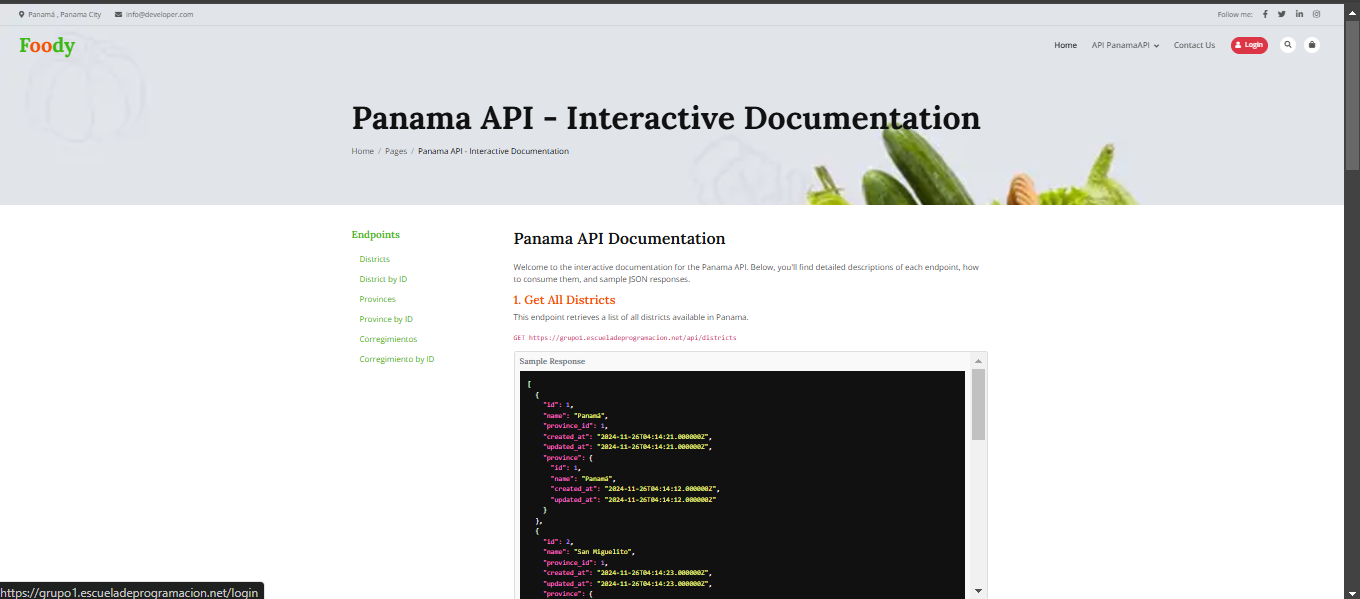 Panamá , Panama City info@developer.com Follow me:
Foody Home API PanamaAPI Contact Us Login
Panama API - Interactive Documentation
Home / Pages / Panama API - Interactive Documentation
Endpoints
Districts
District by ID
Provinces
Province by ID
Corregimientos
Corregimiento by ID
Panama API Documentation
Welcome to the interactive documentation for the Panama API. Below, you'll find detailed descriptions of each endpoint, how
to consume them, and sample JSON responses.
1. Get All Districts
This endpoint retrieves a list of all districts available in Panama.
GET https://grupo1.escueladeprogramacion.net/api/districts
Sample Response
[
{
"id": 1,
"name": "Panamá",
"province_id": 1,
"created_at": "2024-11-26T04:14:21.000000Z",
"updated_at": "2024-11-26T04:14:21.000000Z",
"province": {
"id": 1,
"name": "Panamá",
"created_at": "2024-11-26T04:14:12.000000Z",
"updated_at": "2024-11-26T04:14:12.000000Z"
}
},
{
"id": 2,
"name": "San Miguelito",
"province_id": 1,
"created_at": "2024-11-26T04:14:23.000000Z",
"updated_at": "2024-11-26T04:14:23.000000Z",
"province": {
https://grupo1.escueladeprogramacion.net/login